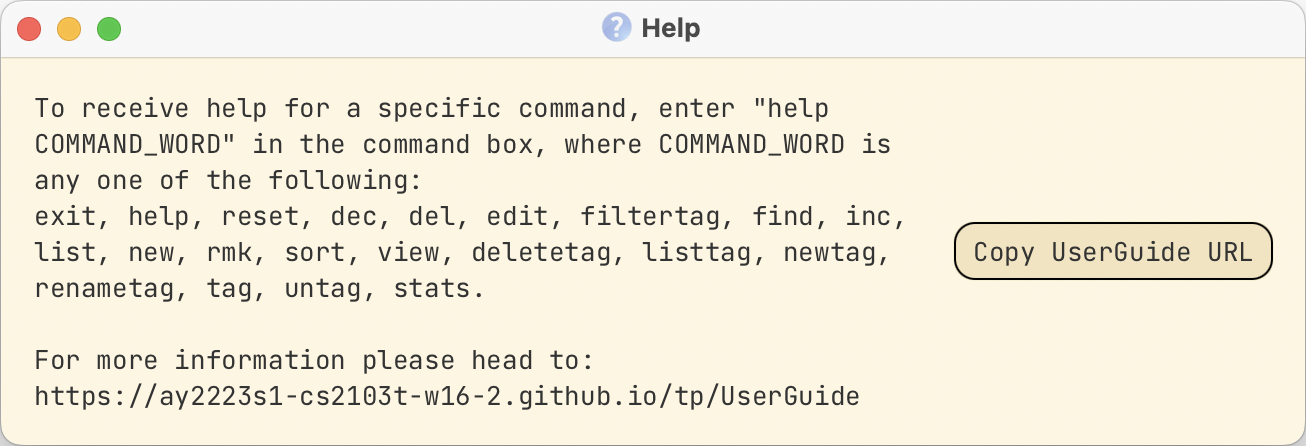 Help
To receive help for a specific command, enter "help
COMMAND_WORD" in the command box, where COMMAND_WORD is
any one of the following:
exit, help, reset, dec, del, edit, filtertag, find, inc,
list, new, rmk, sort, view, deletetag, listtag, newtag,
renametag, tag, untag, stats.
For more information please head to:
https://ay2223s1-cs2103t-w16-2.github.io/tp/UserGuide
Copy UserGuide URL